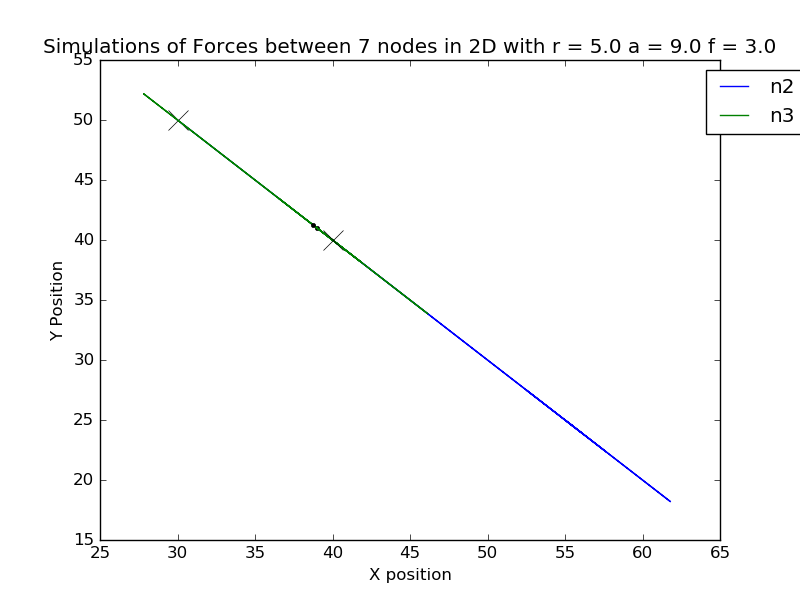 Simulations of Forces between 7 nodes in 2D with r = 5.0 a = 9.0 f = 3.0
n2
n3
55
50
45
40
35
30
25
20
15
Y Position
25 30 35 40 45 50 55 60 65
X position